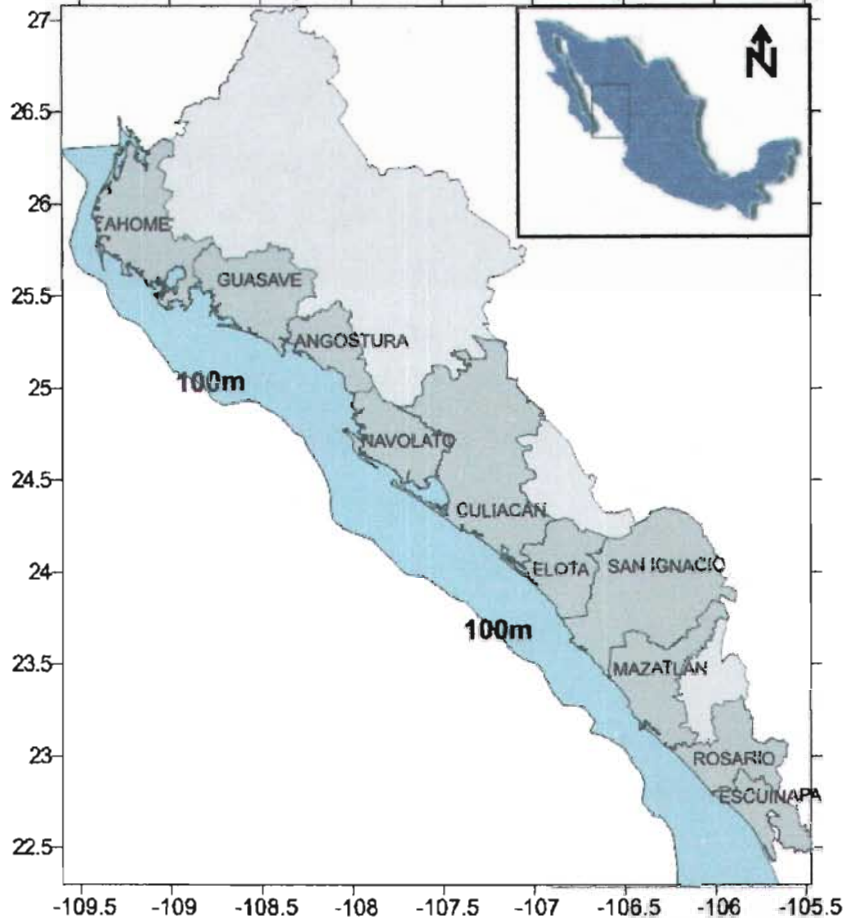 27
26.5
26
25.5
25
24.5
24
23.5
23
22.5
N
AHOME
GUASAVE
ANGOSTURA
100m
NAVOLATO
CULIACÁN
ELOTA
SAN IGNACIO
100m
MAZATLÁN
ROSARIO
ESCUINAPA
-109.5 -109 -108.5 -108 -107.5 -107 -106.5 -106 -105.5